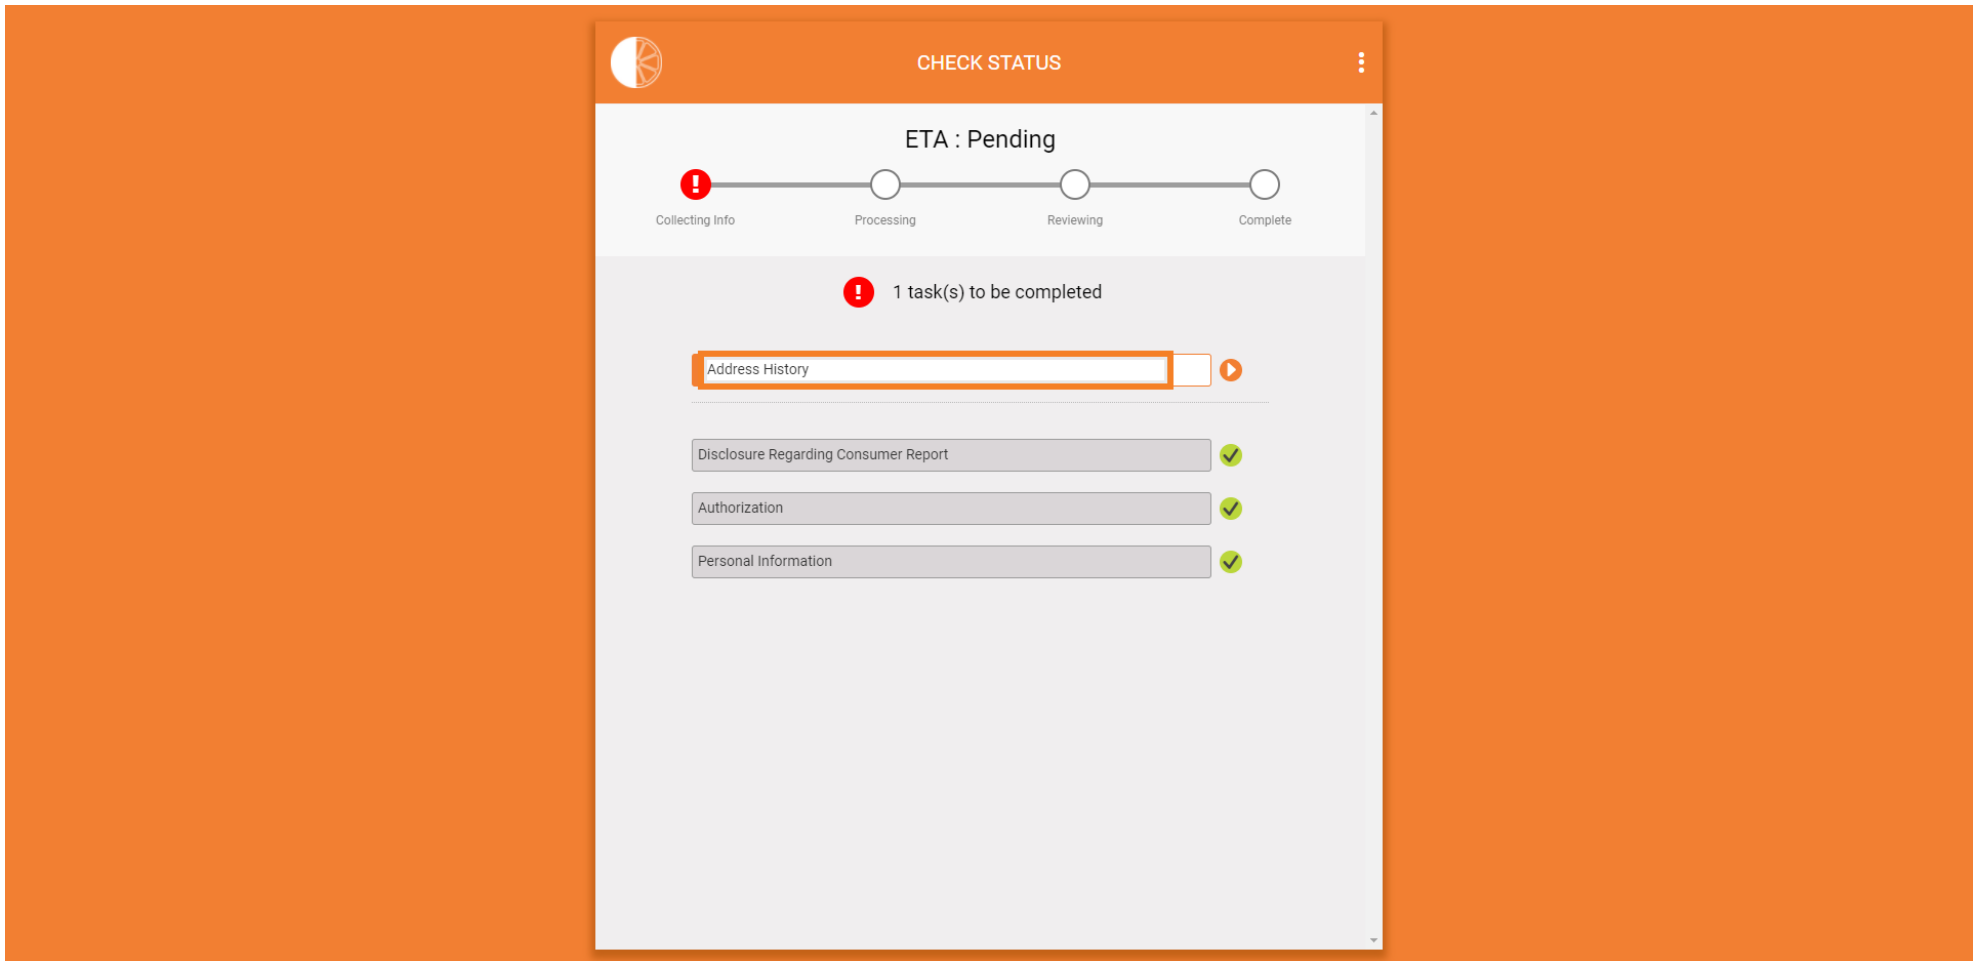 CHECK STATUS
ETA : Pending
Collecting Info
Processing
Reviewing
Complete
1 task(s) to be completed
Address History
Disclosure Regarding Consumer Report
Authorization
Personal Information